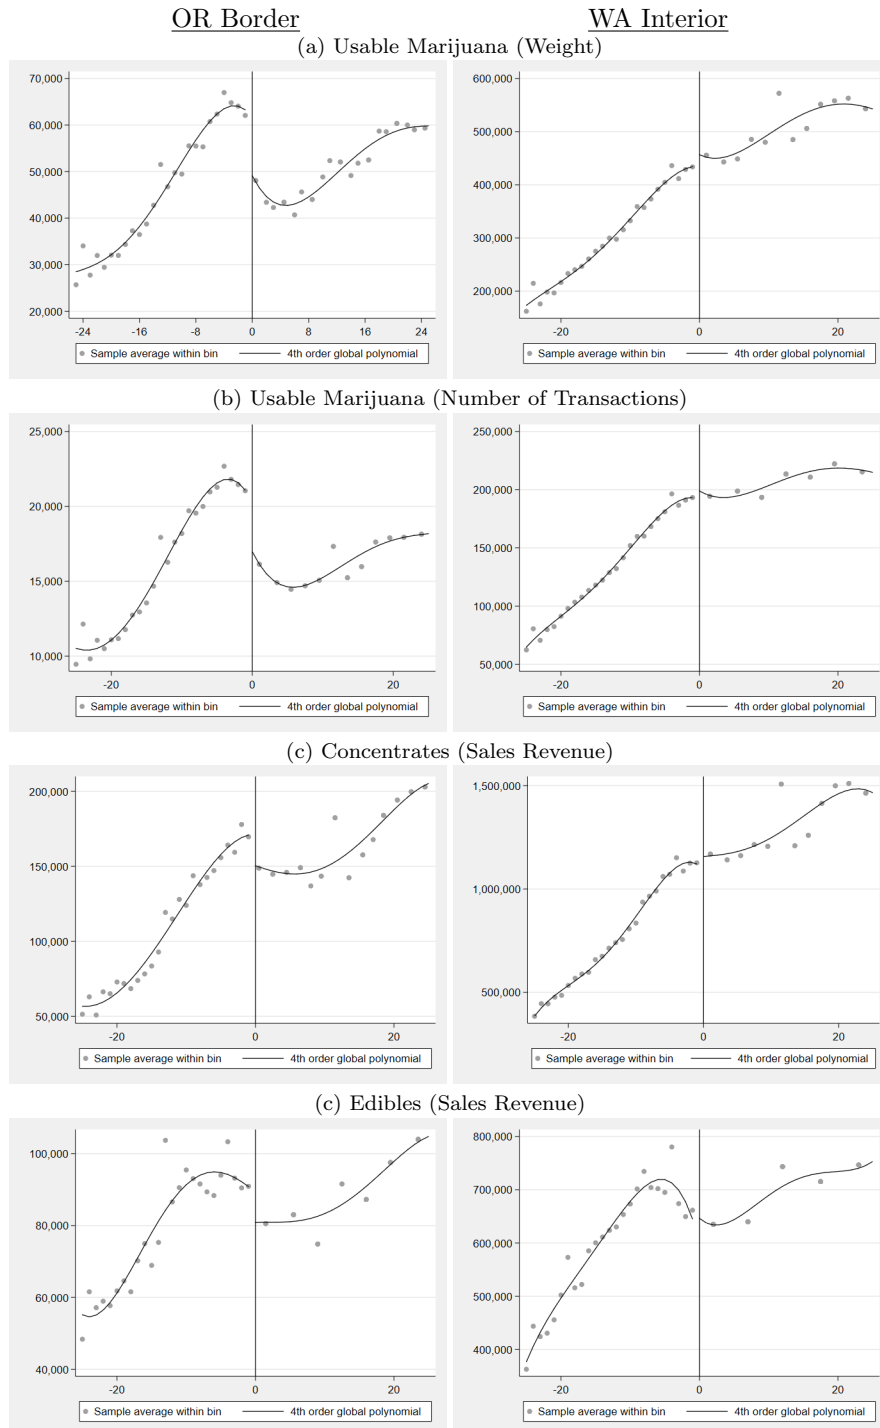 OR Border WA Interior
(a) Usable Marijuana (Weight)
70,000
60,000
50,000
40,000
30,000
20,000
-24 -16 -8 0 8 16 24
Sample average within bin 4th order global polynomial
600,000
500,000
400,000
300,000
200,000
-20 0 20
Sample average within bin 4th order global polynomial
(b) Usable Marijuana (Number of Transactions)
25,000
20,000
15,000
10,000
-20 0 20
Sample average within bin 4th order global polynomial
250,000
200,000
150,000
100,000
50,000
-20 0 20
Sample average within bin 4th order global polynomial
(c) Concentrates (Sales Revenue)
200,000
150,000
100,000
50,000
-20 0 20
Sample average within bin 4th order global polynomial
1,500,000
1,000,000
500,000
-20 0 20
Sample average within bin 4th order global polynomial
(c) Edibles (Sales Revenue)
100,000
80,000
60,000
40,000
-20 0 20
Sample average within bin 4th order global polynomial
800,000
700,000
600,000
500,000
400,000
-20 0 20
Sample average within bin 4th order global polynomial